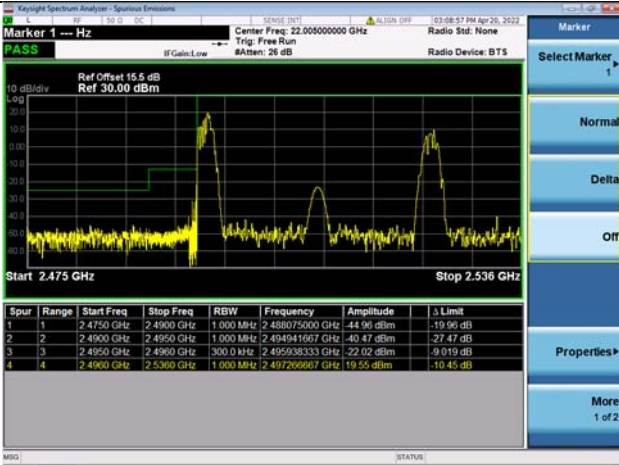 Keysight Spectrum Analyzer - Spurious Emissions
L RF 50 Ω DC SENSE:INT ALIGN OFF 03:08:57 PM Apr 20, 2022
Marker 1 --- Hz
Center Freq: 22.005000000 GHz
Radio Std: None
Trig: Free Run
PASS
IFGain:Low
#Atten: 26 dB
Radio Device: BTS
Ref Offset 15.5 dB
10 dB/div Ref 30.00 dBm
Log
20.0
10.0
0.00
-10.0
-20.0
-30.0
-40.0
-50.0
-60.0
Start 2.475 GHz Stop 2.536 GHz
Spur Range Start Freq Stop Freq RBW Frequency Amplitude Δ Limit
1 1 2.4750 GHz 2.4900 GHz 1.000 MHz 2.488075000 GHz -44.96 dBm -19.96 dB
2 2 2.4900 GHz 2.4950 GHz 1.000 MHz 2.494941667 GHz -40.47 dBm -27.47 dB
3 3 2.4950 GHz 2.4960 GHz 300.0 kHz 2.495938333 GHz -22.02 dBm -9.019 dB
4 4 2.4960 GHz 2.5360 GHz 1.000 MHz 2.497266667 GHz 19.55 dBm -10.45 dB
MSG STATUS
Marker
Select Marker
1
Normal
Delta
Off
Properties
More
1 of 2